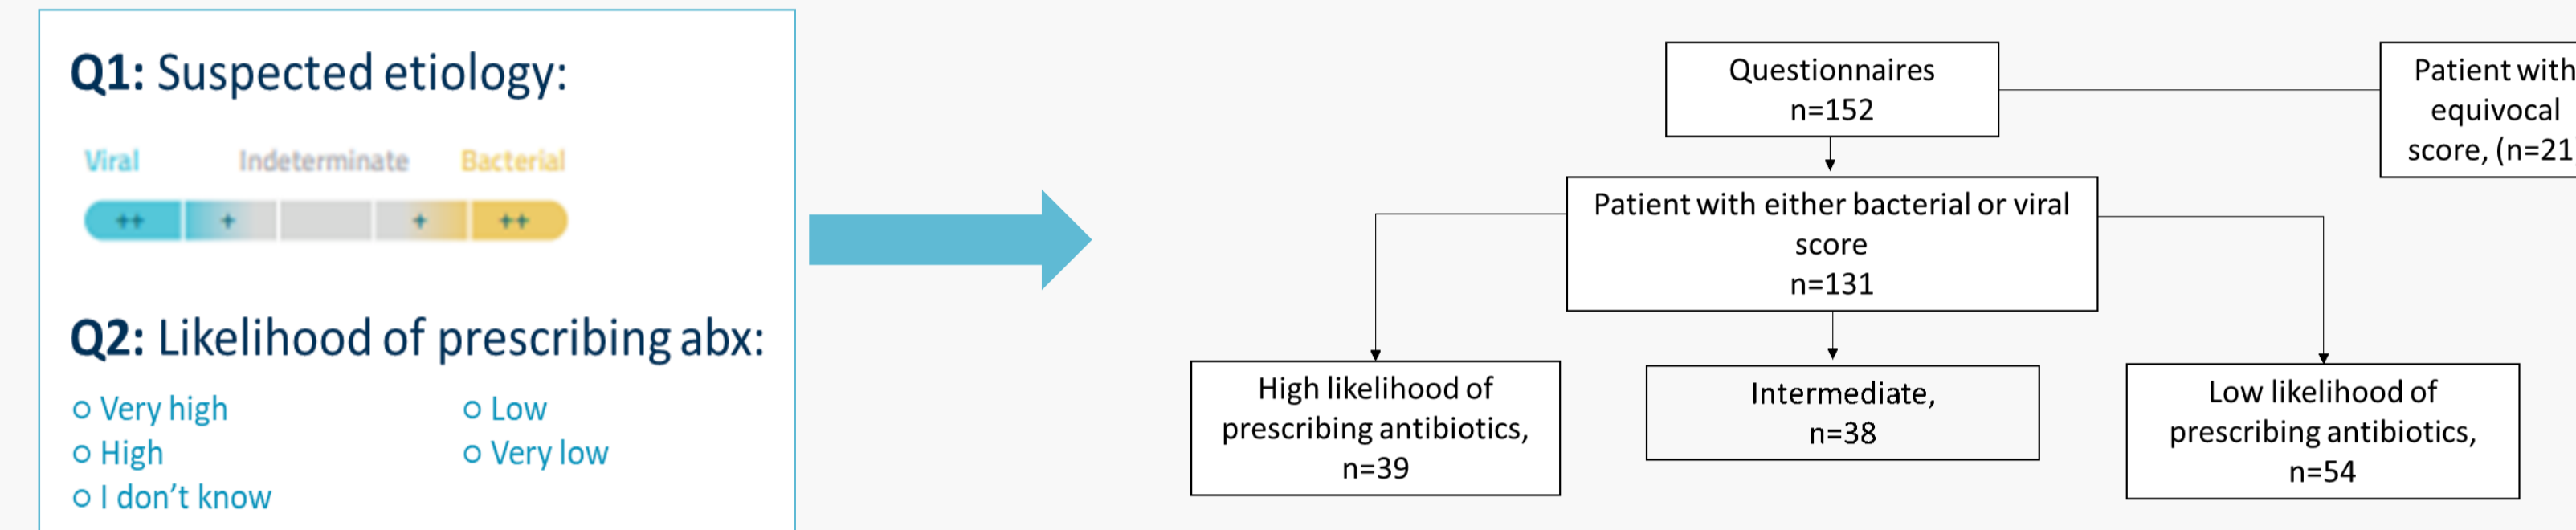 Q1: Suspected etiology:
Viral Indeterminate Bacterial
++ + + ++
Q2: Likelihood of prescribing abx:
○ Very high ○ Low
○ High ○ Very low
○ I don't know
Questionnaires
n=152
Patient with
equivocal
score, (n=21
Patient with either bacterial or viral
score
n=131
High likelihood of
prescribing antibiotics,
n=39
Intermediate,
n=38
Low likelihood of
prescribing antibiotics,
n=54